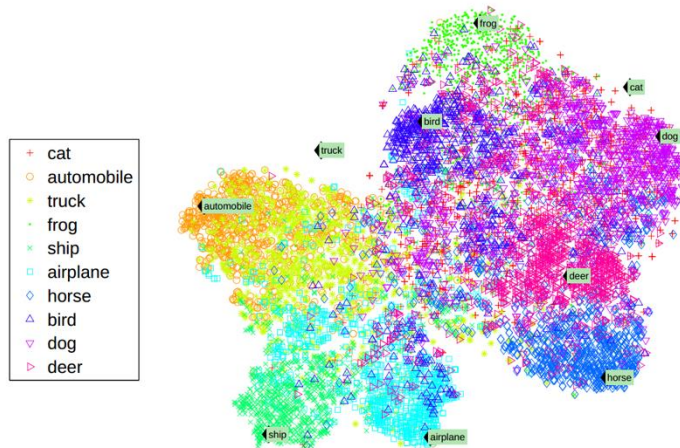 frog
cat
bird
dog
truck
cat
automobile
truck
frog
ship
airplane
horse
bird
dog
deer
automobile
deer
horse
ship
airplane